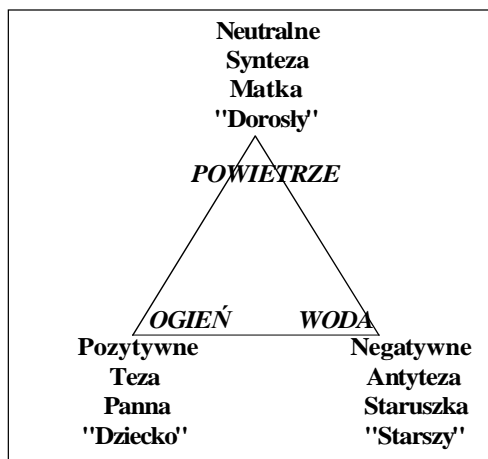 Neutralne
Synteza
Matka
"Dorosły"
POWIETRZE
OGIEŃ WODA
Pozytywne Negatywne
Teza Antyteza
Panna Staruszka
"Dziecko" "Starszy"